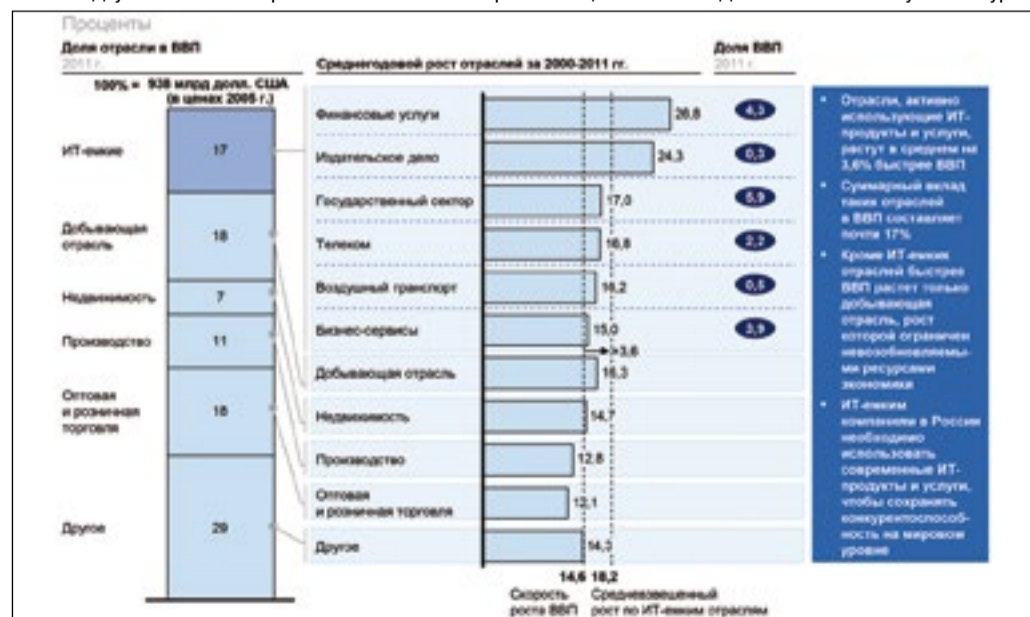 Проценты
Доля отрасли в ВВП
2011 г.
Среднегодовой рост отраслей за 2000-2011 гг.
Доля ВВП
2011 г.
100% = 938 млрд долл. США
(в ценах 2005 г.)
ИТ-емкие
17
Добывающая
отрасль
18
Недвижимость
7
Производство
11
Оптовая
и розничная
торговля
18
Другое
29
Финансовые услуги
26,8
4,3
Издательское дело
24,3
0,3
Государственный сектор
17,0
5,9
Телеком
16,8
2,2
Воздушный транспорт
16,2
Бизнес-сервисы
15,0
3,9
+3,6
Добывающая отрасль
16,3
Недвижимость
14,7
Производство
12,8
Оптовая
и розничная торговля
12,1
Другое
14,3
14,6 18,2
Скорость
роста ВВП
Средневзвешенный
рост по ИТ-емким отраслям
• Отрасли, активно
использующие ИТ-
продукты и услуги,
растут в среднем на
3,6% быстрее ВВП
• Суммарный вклад
таких отраслей
в ВВП составляет
почти 17%
• Кроме ИТ-емких
отраслей быстрее
ВВП растет только
добывающая
отрасль, рост
которой ограничен
невозобновляемы-
ми ресурсами
экономики
• ИТ-емким
компаниям в России
необходимо
использовать
современные ИТ-
продукты и услуги,
чтобы сохранять
конкурентоспособ-
ность на мировом
уровне